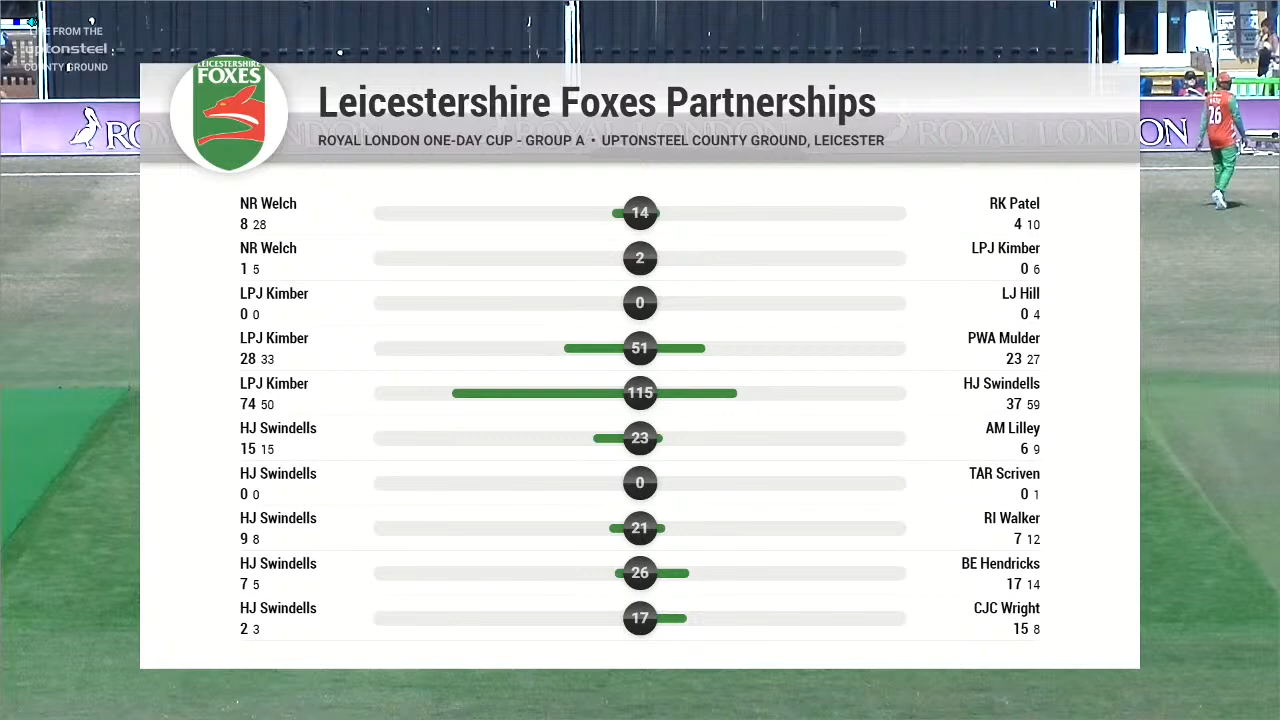 LIVE FROM THE
uptonsteel
COUNTY GROUND
LEICESTERSHIRE
FOXES
Leicestershire Foxes Partnerships
ROYAL LONDON ONE-DAY CUP - GROUP A • UPTONSTEEL COUNTY GROUND, LEICESTER
ROYAL LONDON
26
NR Welch RK Patel
8 28 14 4 10
NR Welch LPJ Kimber
1 5 2 0 6
LPJ Kimber LJ Hill
0 0 0 0 4
LPJ Kimber PWA Mulder
28 33 51 23 27
LPJ Kimber HJ Swindells
74 50 115 37 59
HJ Swindells AM Lilley
15 15 23 6 9
HJ Swindells TAR Scriven
0 0 0 0 1
HJ Swindells RI Walker
9 8 21 7 12
HJ Swindells BE Hendricks
7 5 26 17 14
HJ Swindells CJC Wright
2 3 17 15 8